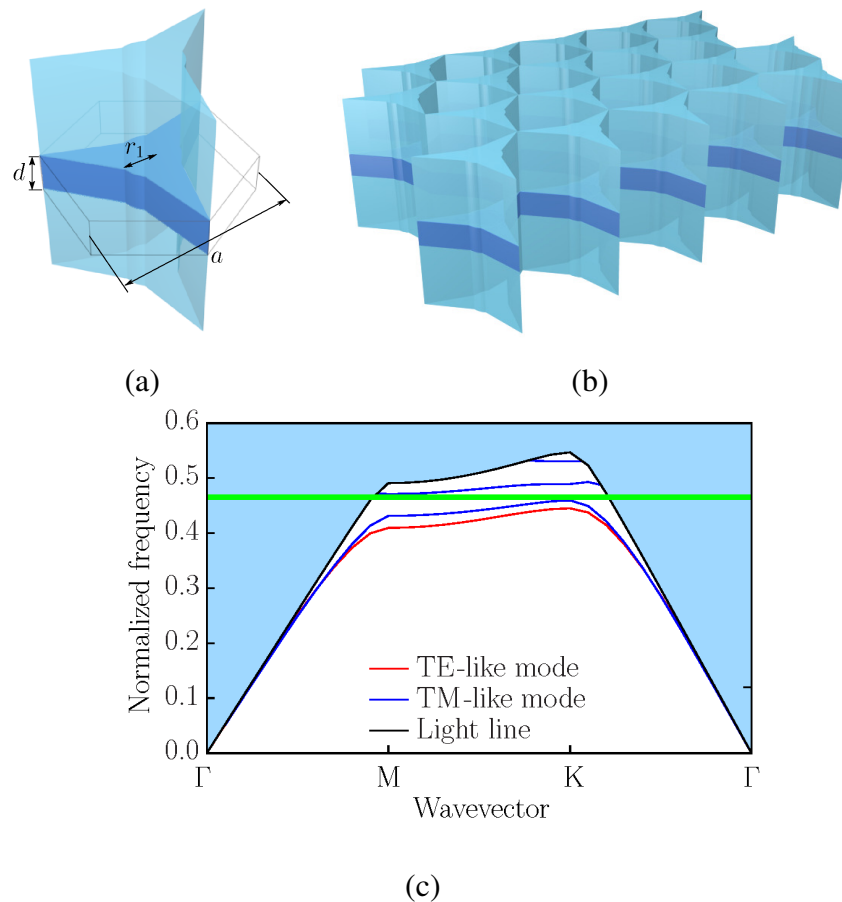 d
r₁
a
(a)
(b)
Normalized frequency
0.6
0.5
0.4
0.3
0.2
0.1
0.0
TE-like mode
TM-like mode
Light line
Γ M K Γ
Wavevector
(c)